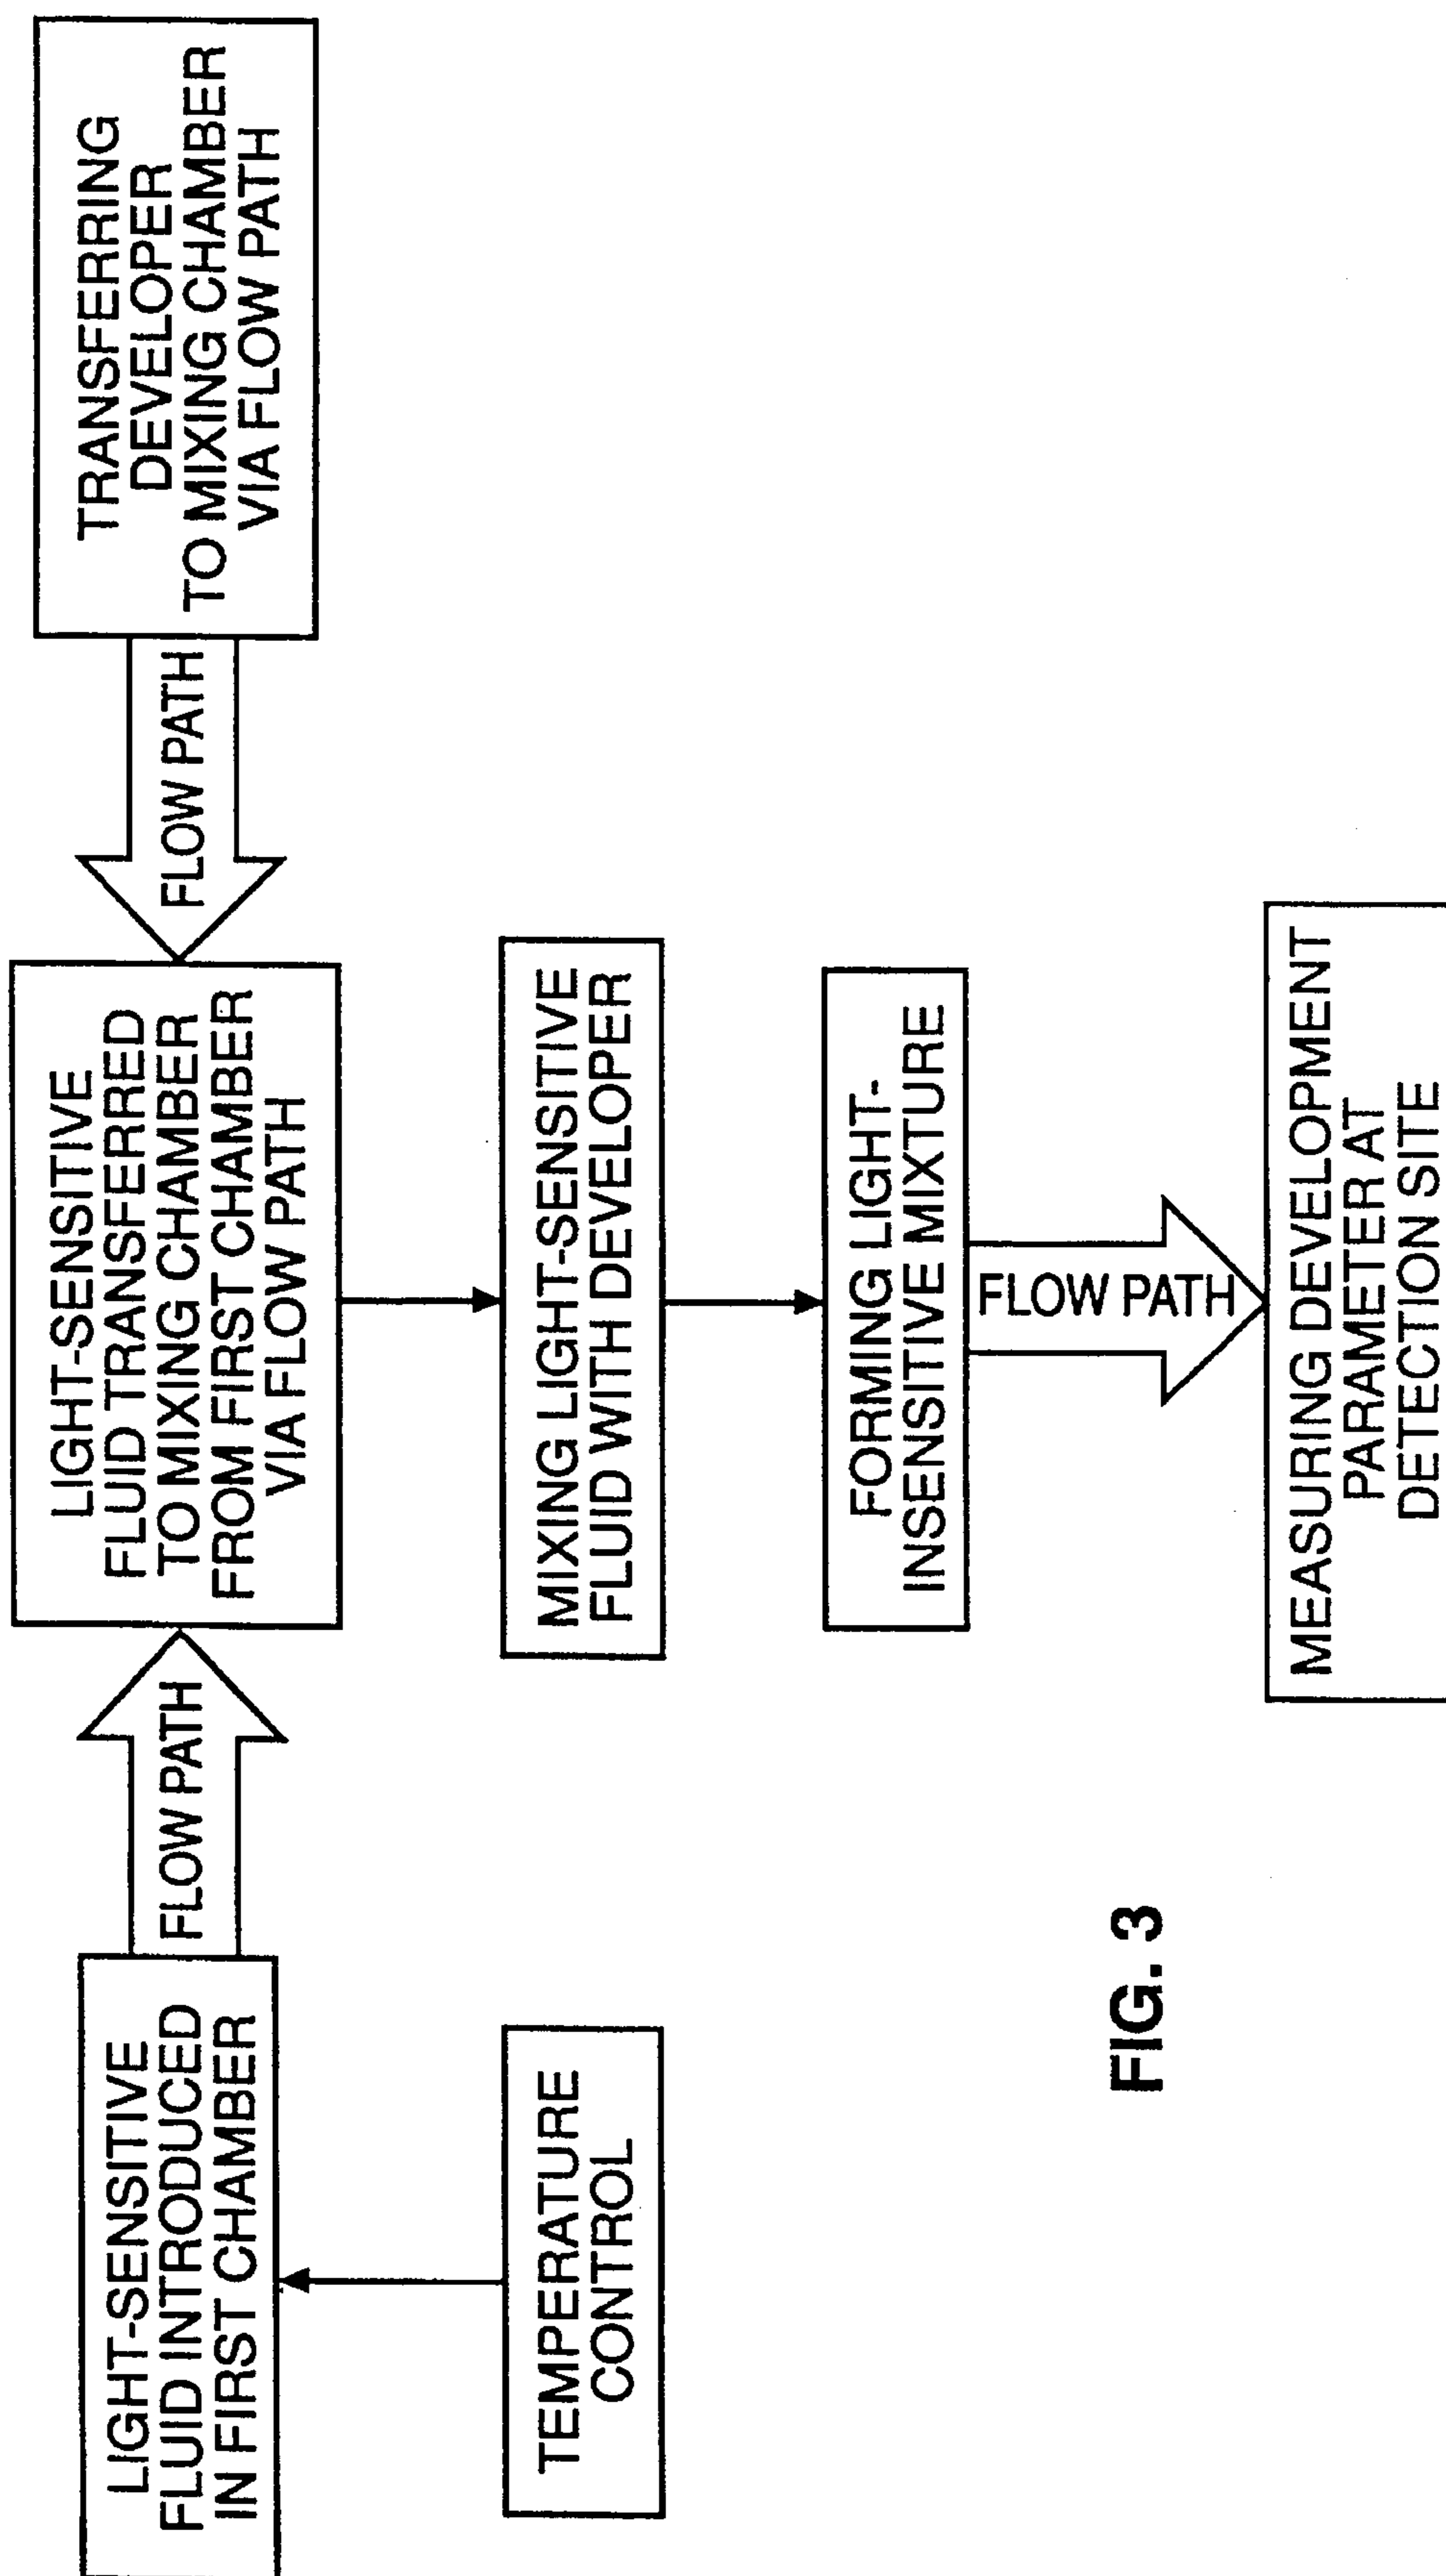 LIGHT-SENSITIVE
FLUID INTRODUCED
IN FIRST CHAMBER
FLOW PATH
LIGHT-SENSITIVE
FLUID TRANSFERRED
TO MIXING CHAMBER
FROM FIRST CHAMBER
VIA FLOW PATH
FLOW PATH
TRANSFERRING
DEVELOPER
TO MIXING CHAMBER
VIA FLOW PATH
TEMPERATURE
CONTROL
MIXING LIGHT-SENSITIVE
FLUID WITH DEVELOPER
FORMING LIGHT-
INSENSITIVE MIXTURE
FLOW PATH
MEASURING DEVELOPMENT
PARAMETER AT
DETECTION SITE
FIG. 3